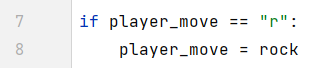 7 if player_move == "r":
8     player_move = rock